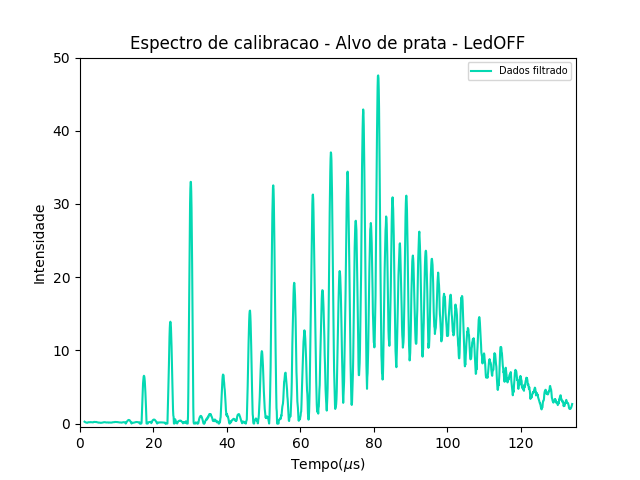 Espectro de calibracao - Alvo de prata - LedOFF
Dados filtrado
Intensidade
50
40
30
20
10
0
0 20 40 60 80 100 120
Tempo(μs)